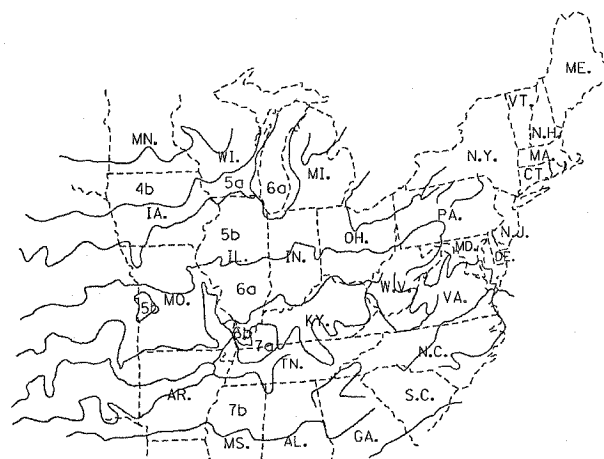 ME.
VT.
MN.
N.H.
WI.
N.Y.
MA.
4b
5a
6a
MI.
CT.
IA.
PA.
5b
OH.
N.J.
IL.
IN.
MD.
DE.
6a
W.V.
MO.
VA.
5b
KY.
6b
7a
N.C.
TN.
AR.
S.C.
7b
MS.
AL.
GA.